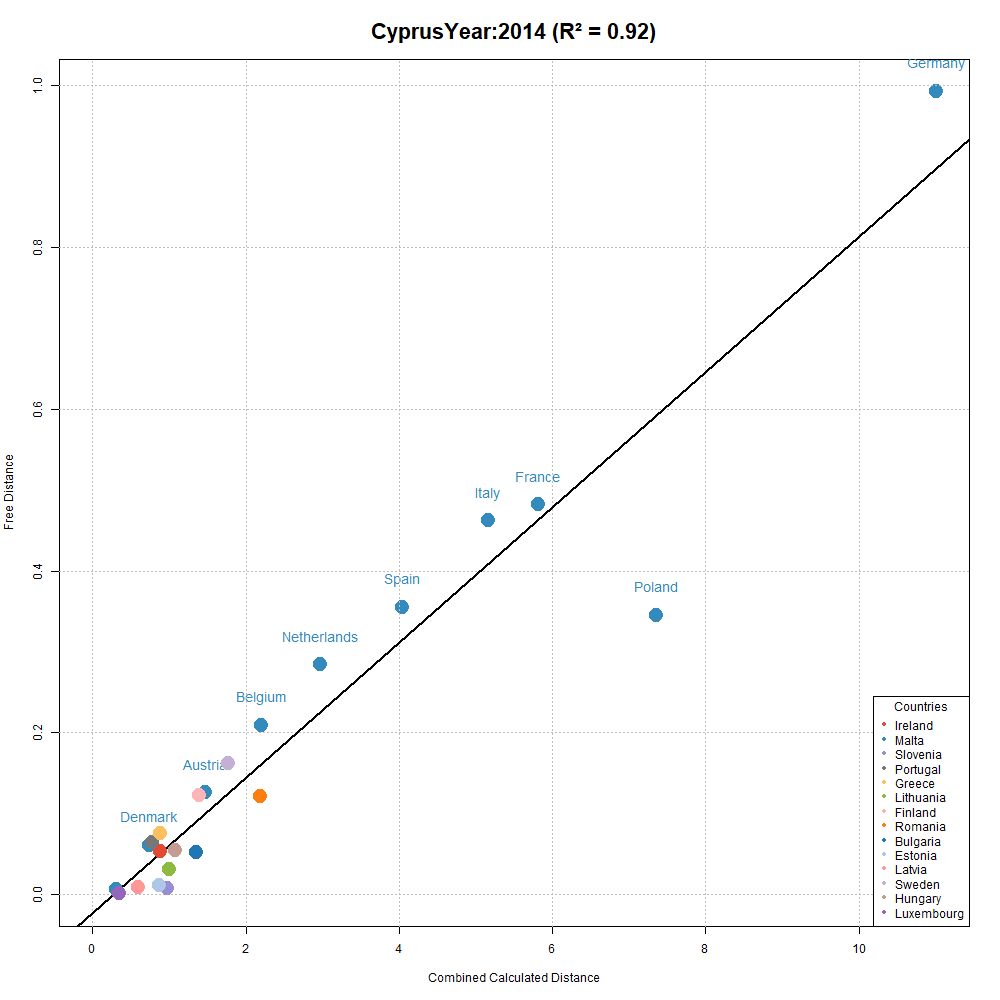 CyprusYear:2014 (R² = 0.92)
Germany
France
Italy
Poland
Spain
Netherlands
Belgium
Austria
Denmark
1.0
0.8
0.6
0.4
0.2
0.0
Free Distance
0
2
4
6
8
10
Combined Calculated Distance
Countries
Ireland
Malta
Slovenia
Portugal
Greece
Lithuania
Finland
Romania
Bulgaria
Estonia
Latvia
Sweden
Hungary
Luxembourg